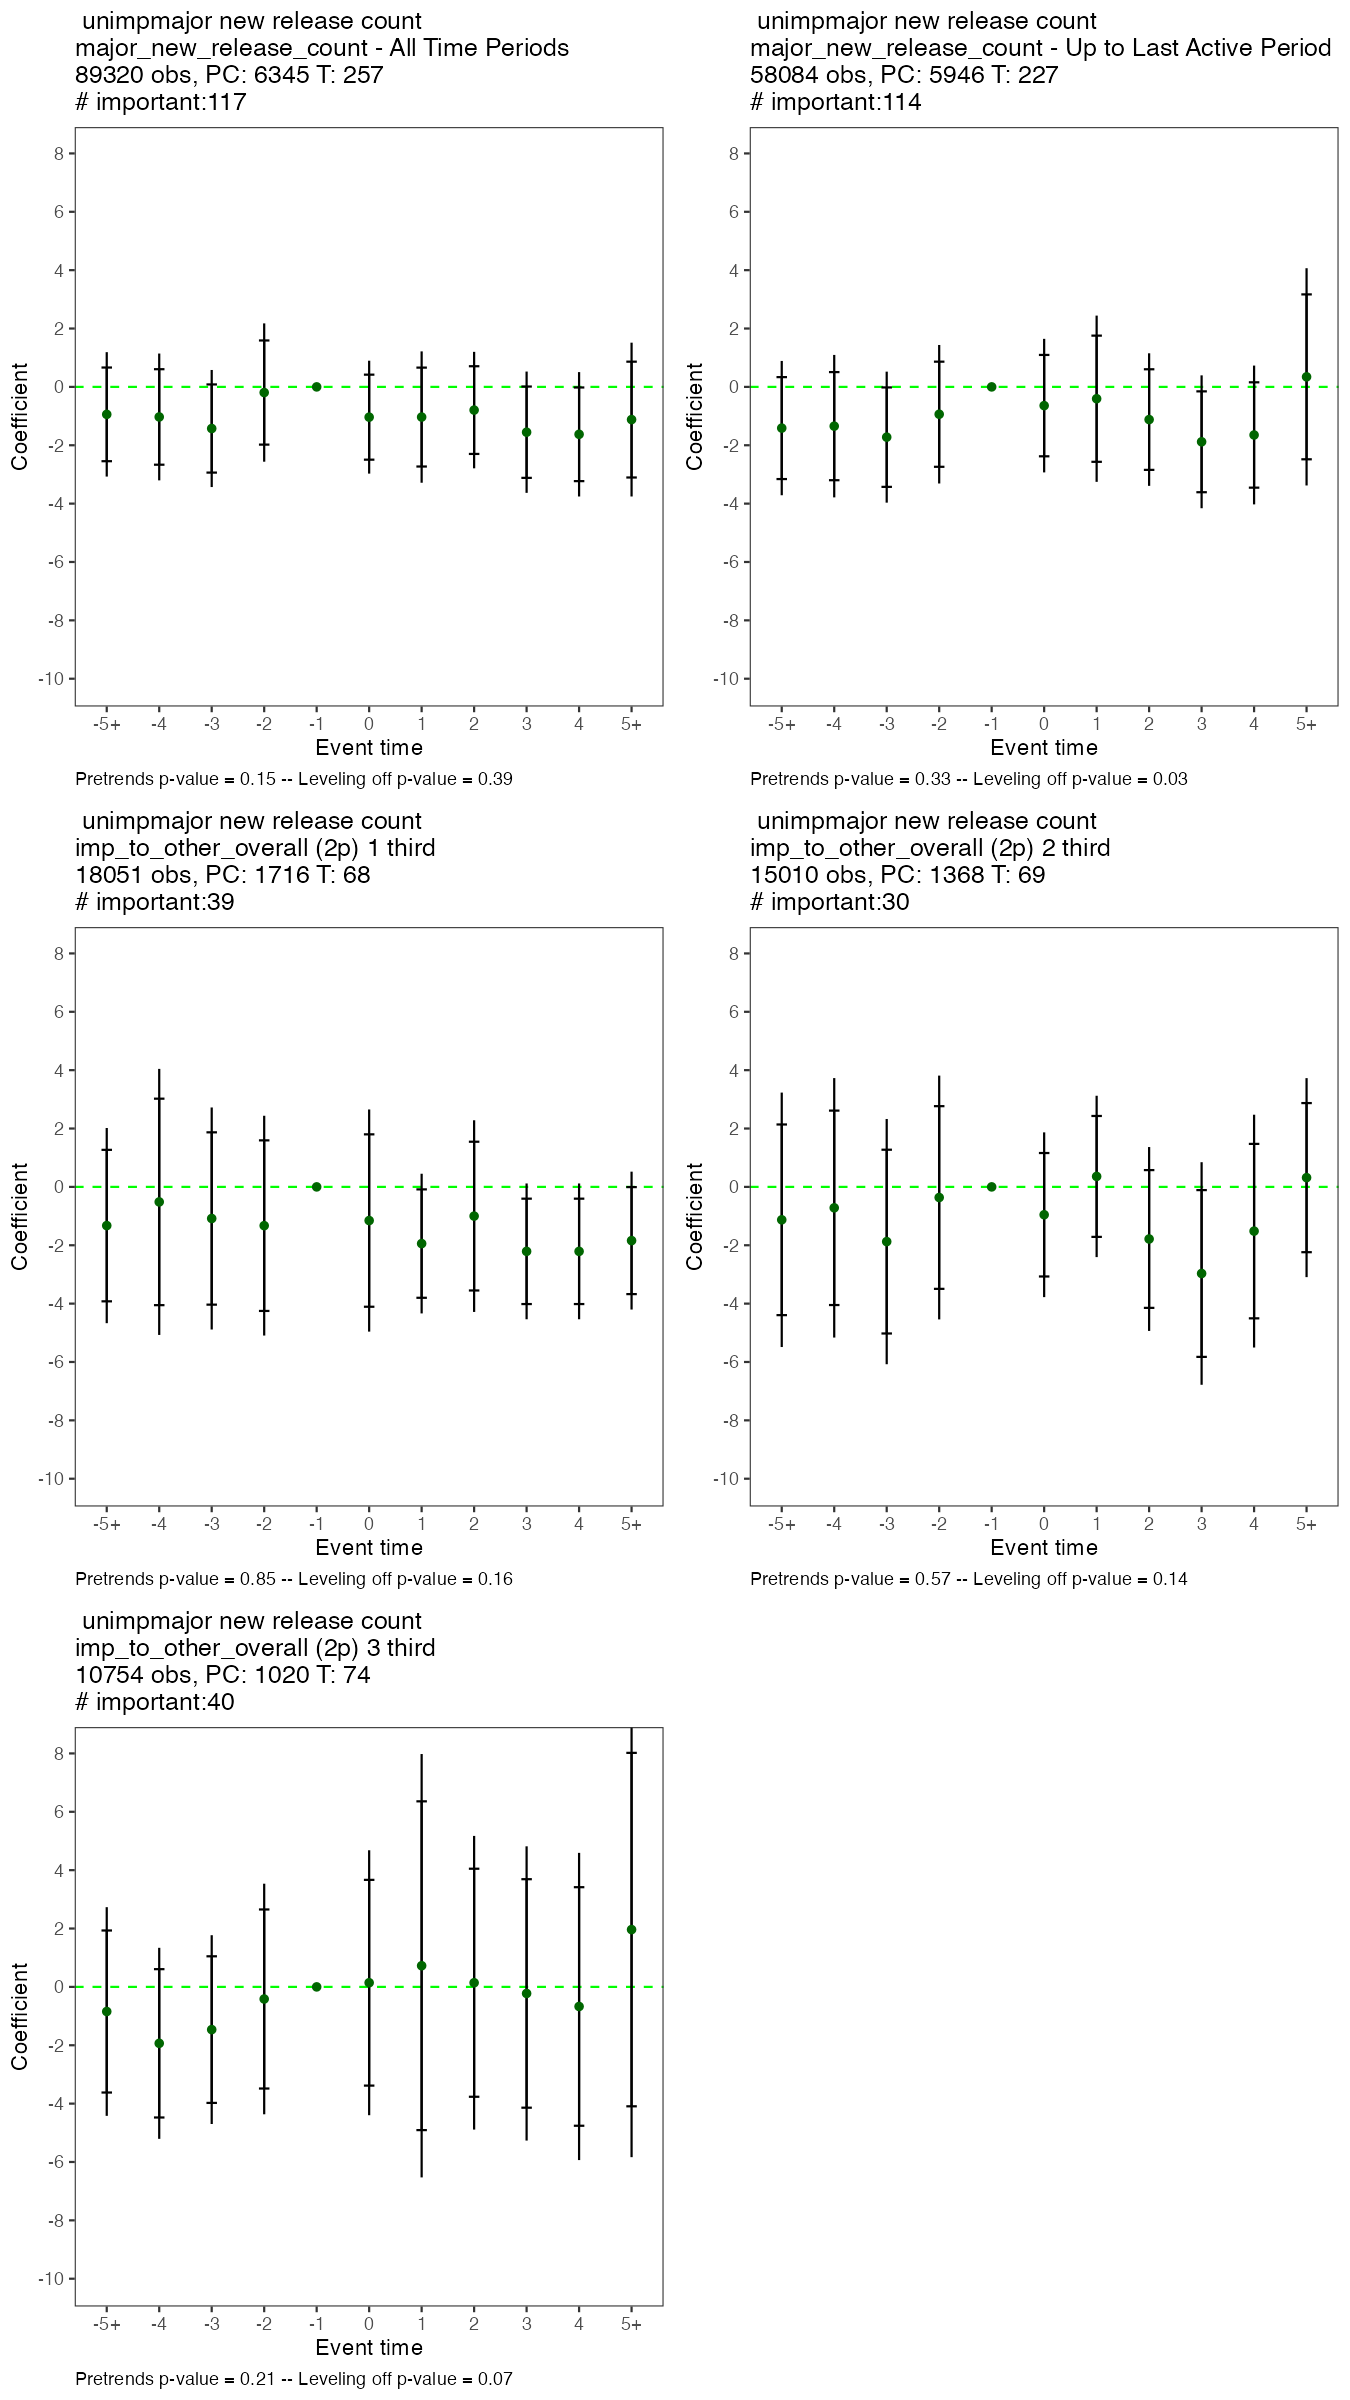 unimpmajor new release count
major_new_release_count - All Time Periods
89320 obs, PC: 6345 T: 257
# important:117
8
6
4
2
0
-2
-4
-6
-8
-10
Coefficient
-5+ -4 -3 -2 -1 0 1 2 3 4 5+
Event time
Pretrends p-value = 0.15 -- Leveling off p-value = 0.39
unimpmajor new release count
major_new_release_count - Up to Last Active Period
58084 obs, PC: 5946 T: 227
# important:114
8
6
4
2
0
-2
-4
-6
-8
-10
Coefficient
-5+ -4 -3 -2 -1 0 1 2 3 4 5+
Event time
Pretrends p-value = 0.33 -- Leveling off p-value = 0.03
unimpmajor new release count
imp_to_other_overall (2p) 1 third
18051 obs, PC: 1716 T: 68
# important:39
8
6
4
2
0
-2
-4
-6
-8
-10
Coefficient
-5+ -4 -3 -2 -1 0 1 2 3 4 5+
Event time
Pretrends p-value = 0.85 -- Leveling off p-value = 0.16
unimpmajor new release count
imp_to_other_overall (2p) 2 third
15010 obs, PC: 1368 T: 69
# important:30
8
6
4
2
0
-2
-4
-6
-8
-10
Coefficient
-5+ -4 -3 -2 -1 0 1 2 3 4 5+
Event time
Pretrends p-value = 0.57 -- Leveling off p-value = 0.14
unimpmajor new release count
imp_to_other_overall (2p) 3 third
10754 obs, PC: 1020 T: 74
# important:40
8
6
4
2
0
-2
-4
-6
-8
-10
Coefficient
-5+ -4 -3 -2 -1 0 1 2 3 4 5+
Event time
Pretrends p-value = 0.21 -- Leveling off p-value = 0.07